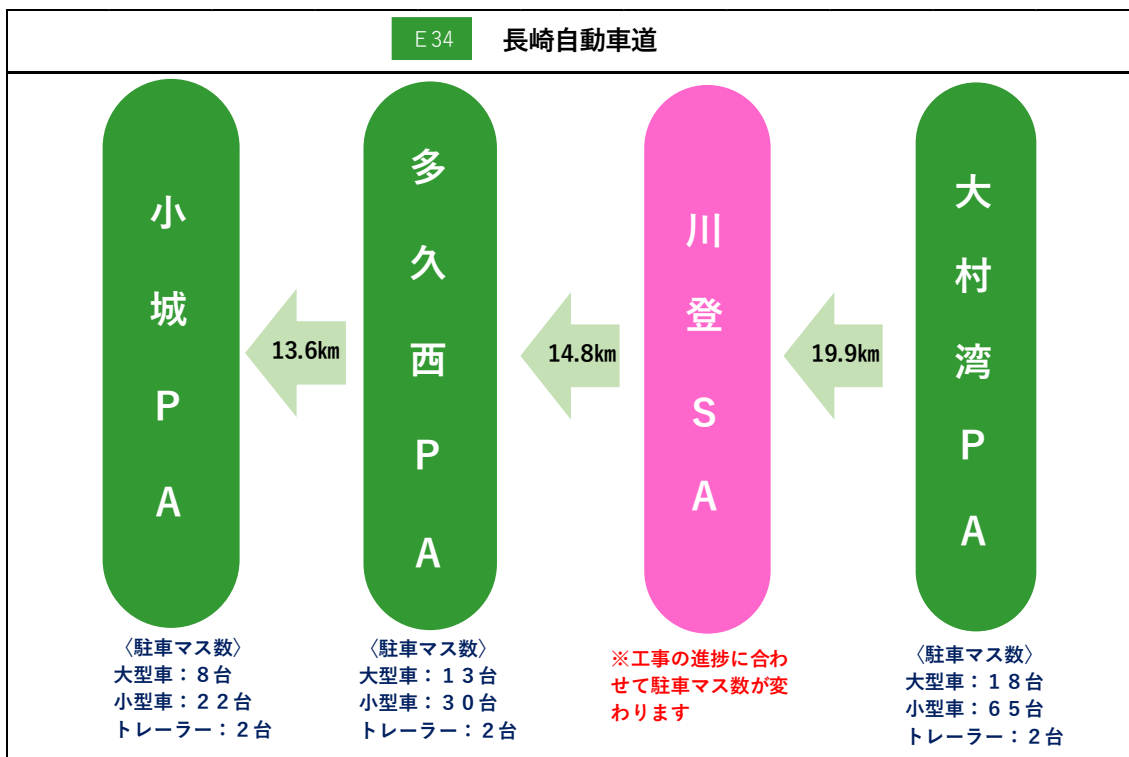 E34 長崎自動車道
小城PA
13.6km
多久西PA
14.8km
川登SA
19.9km
大村湾PA
〈駐車マス数〉
大型車：8台
小型車：２２台
トレーラー：２台
〈駐車マス数〉
大型車：１３台
小型車：３０台
トレーラー：２台
※工事の進捗に合わ
せて駐車マス数が変
わります
〈駐車マス数〉
大型車：１８台
小型車：６５台
トレーラー：２台